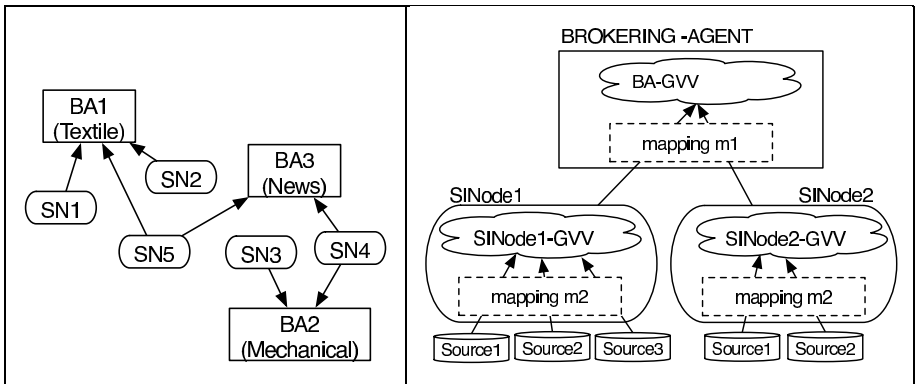 BA1
(Textile)
SN1
SN2
BA3
(News)
SN5
SN3
SN4
BA2
(Mechanical)
BROKERING -AGENT
BA-GVV
mapping m1
SINode1
SINode1-GVV
mapping m2
Source1
Source2
Source3
SINode2
SINode2-GVV
mapping m2
Source1
Source2